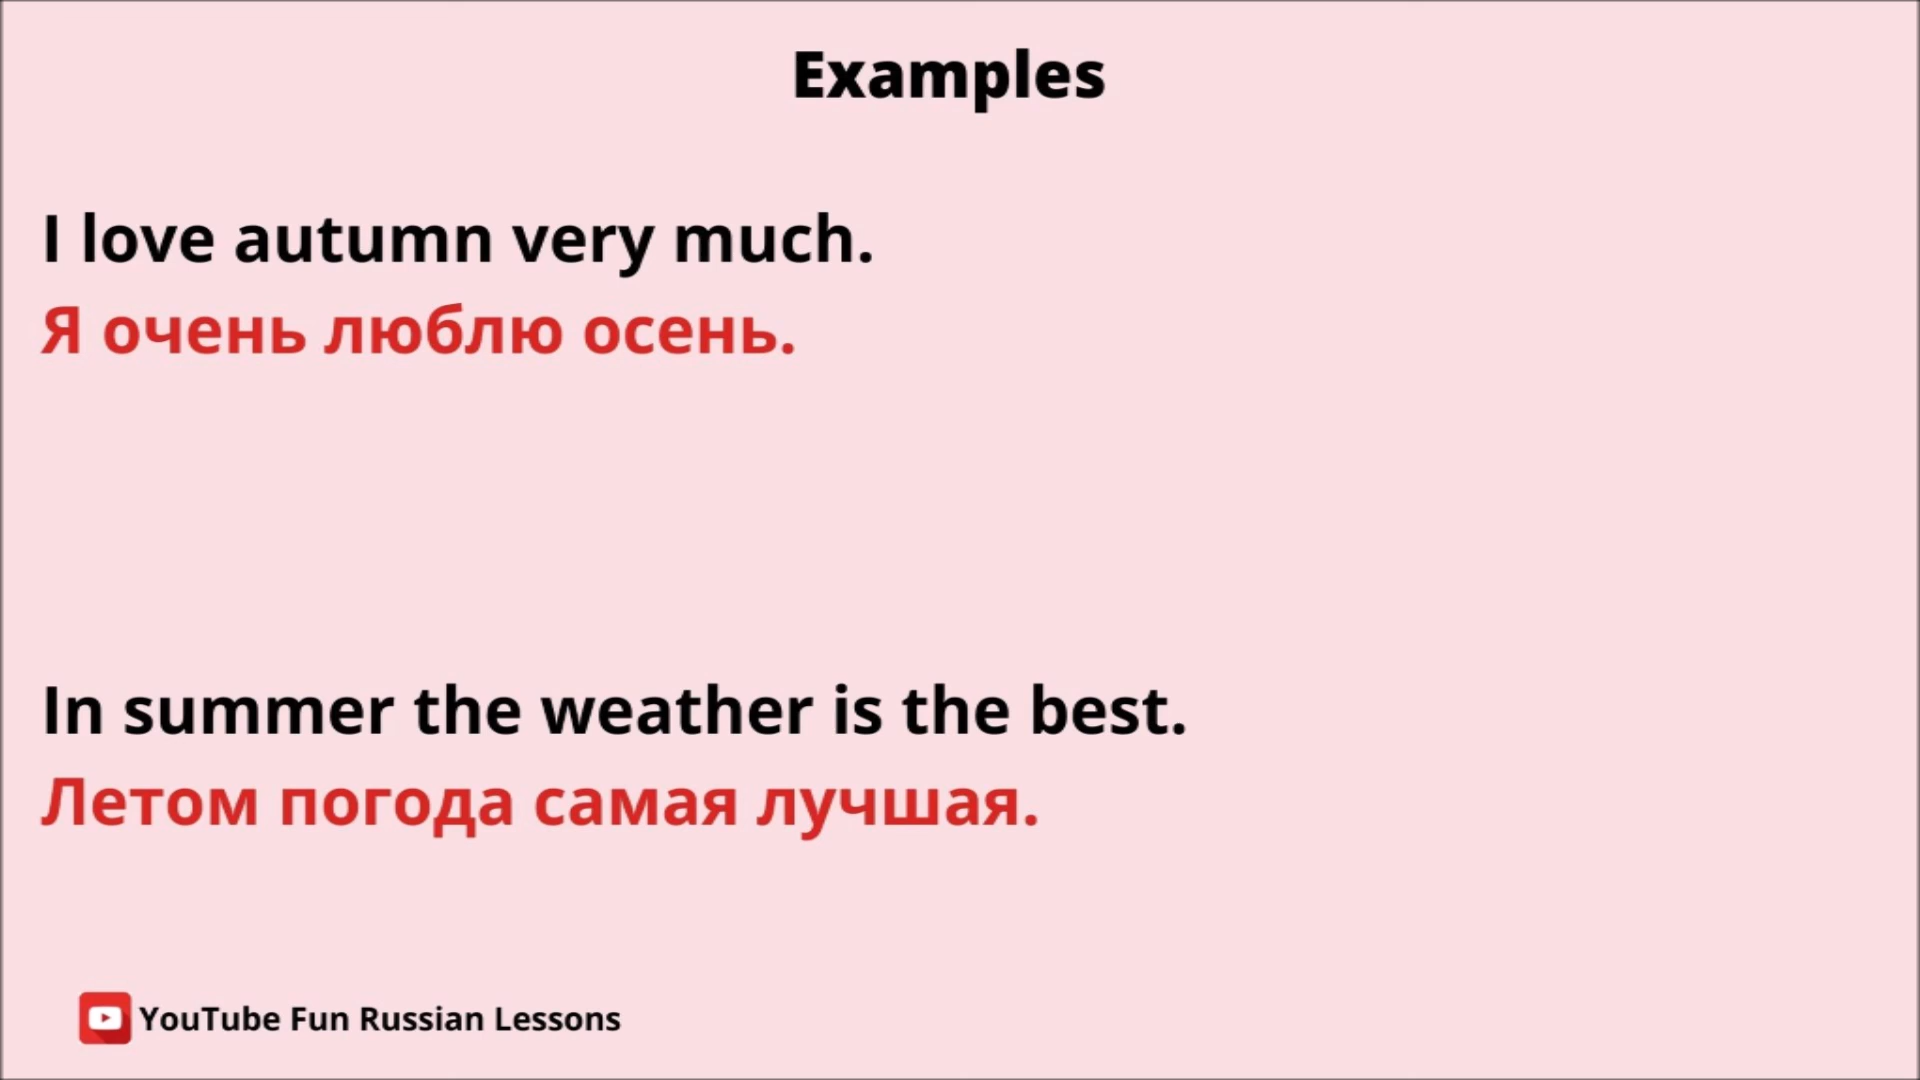 Examples
I love autumn very much.
Я очень люблю осень.
In summer the weather is the best.
Летом погода самая лучшая.
YouTube Fun Russian Lessons